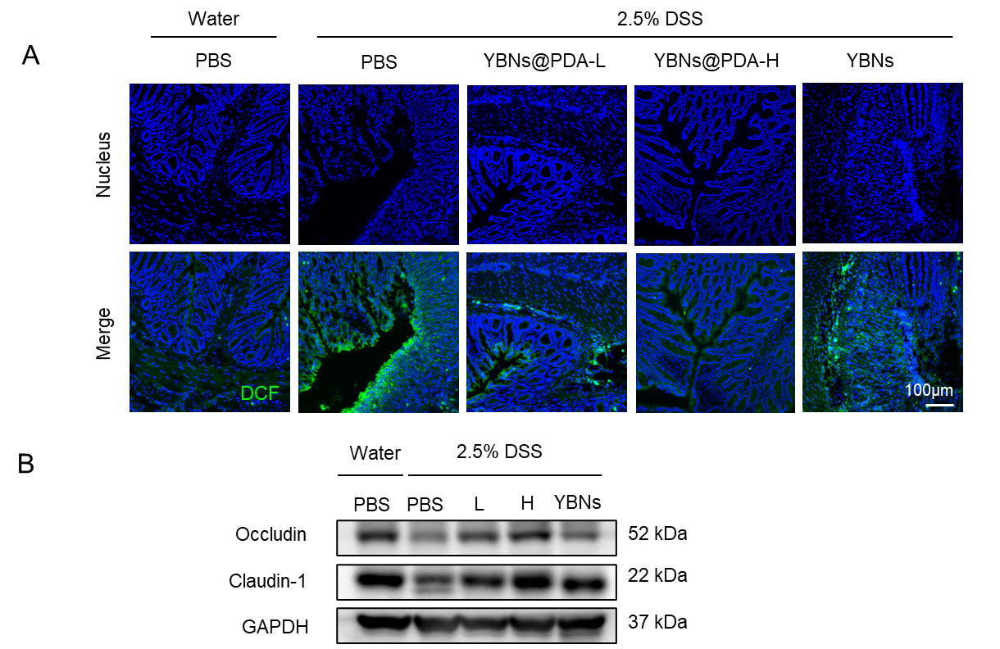 Water 2.5% DSS
A
PBS PBS YBNs@PDA-L YBNs@PDA-H YBNs
Nucleus
Merge
DCF
100μm
B
Water 2.5% DSS
PBS PBS L H YBNs
Occludin 52 kDa
Claudin-1 22 kDa
GAPDH 37 kDa